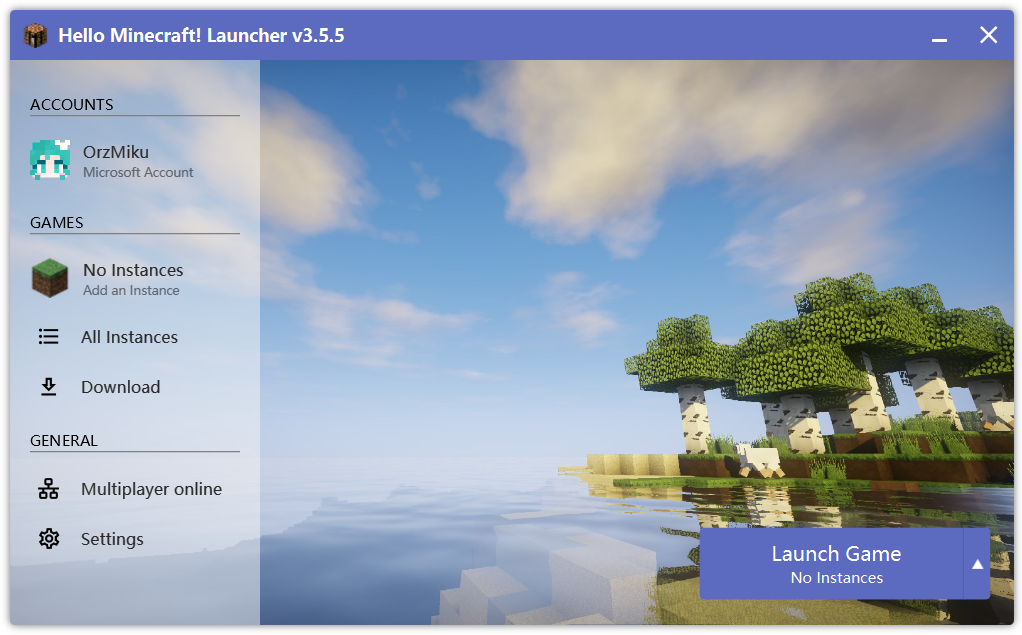 Hello Minecraft! Launcher v3.5.5
ACCOUNTS
OrzMiku
Microsoft Account
GAMES
No Instances
Add an Instance
All Instances
Download
GENERAL
Multiplayer online
Settings
Launch Game
No Instances